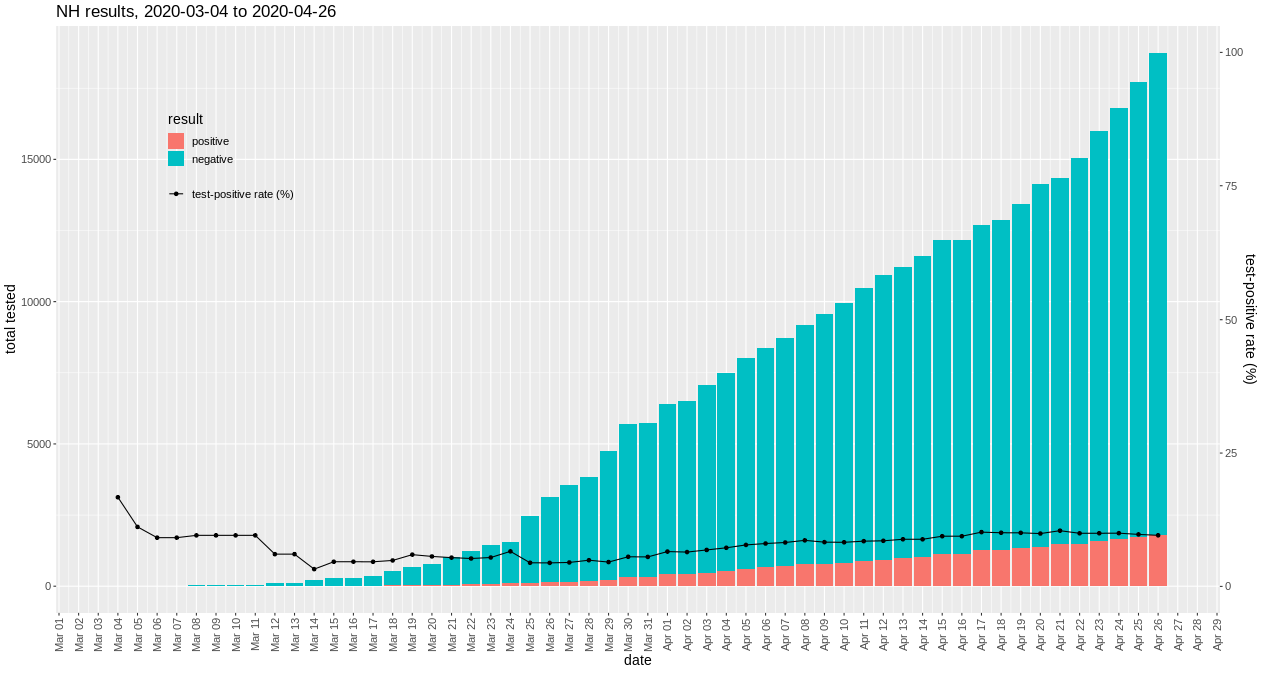 NH results, 2020-03-04 to 2020-04-26
result
positive
negative
test-positive rate (%)
total tested
15000
10000
5000
0
100
75
50
25
0
test-positive rate (%)
Mar 01
Mar 02
Mar 03
Mar 04
Mar 05
Mar 06
Mar 07
Mar 08
Mar 09
Mar 10
Mar 11
Mar 12
Mar 13
Mar 14
Mar 15
Mar 16
Mar 17
Mar 18
Mar 19
Mar 20
Mar 21
Mar 22
Mar 23
Mar 24
Mar 25
Mar 26
Mar 27
Mar 28
Mar 29
Mar 30
Mar 31
Apr 01
Apr 02
Apr 03
Apr 04
Apr 05
Apr 06
Apr 07
Apr 08
Apr 09
Apr 10
Apr 11
Apr 12
Apr 13
Apr 14
Apr 15
Apr 16
Apr 17
Apr 18
Apr 19
Apr 20
Apr 21
Apr 22
Apr 23
Apr 24
Apr 25
Apr 26
Apr 27
Apr 28
Apr 29
date